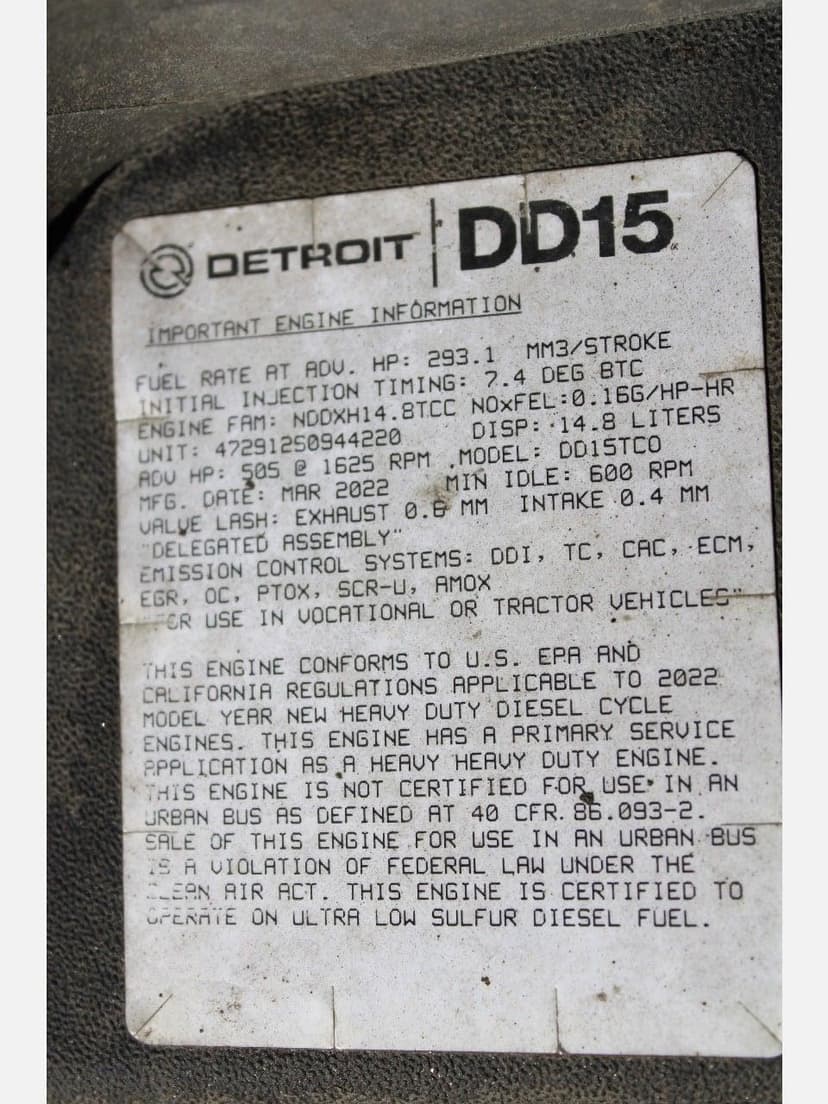 DETROIT DD15
IMPORTANT ENGINE INFORMATION
FUEL RATE AT ADV. HP: 293.1 MM3/STROKE
INITIAL INJECTION TIMING: 7.4 DEG BTC
ENGINE FAM: NDDXH14.8TCC NOxFEL:0.16G/HP-HR
UNIT: 472912S0944220 DISP: 14.8 LITERS
ADV HP: 505 @ 1625 RPM MODEL: DD15TCO
MFG. DATE: MAR 2022 MIN IDLE: 600 RPM
VALVE LASH: EXHAUST 0.6 MM INTAKE 0.4 MM
"DELEGATED ASSEMBLY"
EMISSION CONTROL SYSTEMS: DDI, TC, CAC, ECM,
EGR, OC, PTOX, SCR-U, AMOX
"FOR USE IN VOCATIONAL OR TRACTOR VEHICLES"
THIS ENGINE CONFORMS TO U.S. EPA AND
CALIFORNIA REGULATIONS APPLICABLE TO 2022
MODEL YEAR NEW HEAVY DUTY DIESEL CYCLE
ENGINES. THIS ENGINE HAS A PRIMARY SERVICE
APPLICATION AS A HEAVY HEAVY DUTY ENGINE.
THIS ENGINE IS NOT CERTIFIED FOR USE IN AN
URBAN BUS AS DEFINED AT 40 CFR.86.093-2.
SALE OF THIS ENGINE FOR USE IN AN URBAN BUS
IS A VIOLATION OF FEDERAL LAW UNDER THE
CLEAN AIR ACT. THIS ENGINE IS CERTIFIED TO
OPERATE ON ULTRA LOW SULFUR DIESEL FUEL.